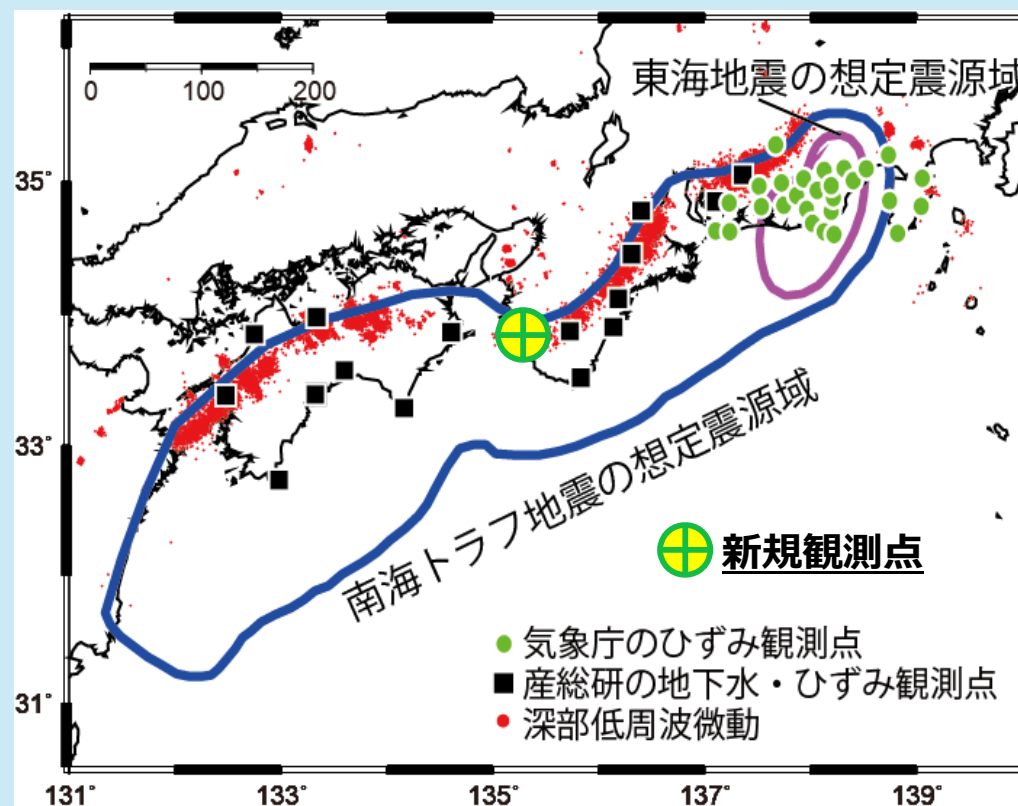 0 100 200
東海地震の想定震源域
35°
33°
31°
南海トラフ地震の想定震源域
新規観測点
気象庁のひずみ観測点
産総研の地下水・ひずみ観測点
深部低周波微動
131° 133° 135° 137° 139°